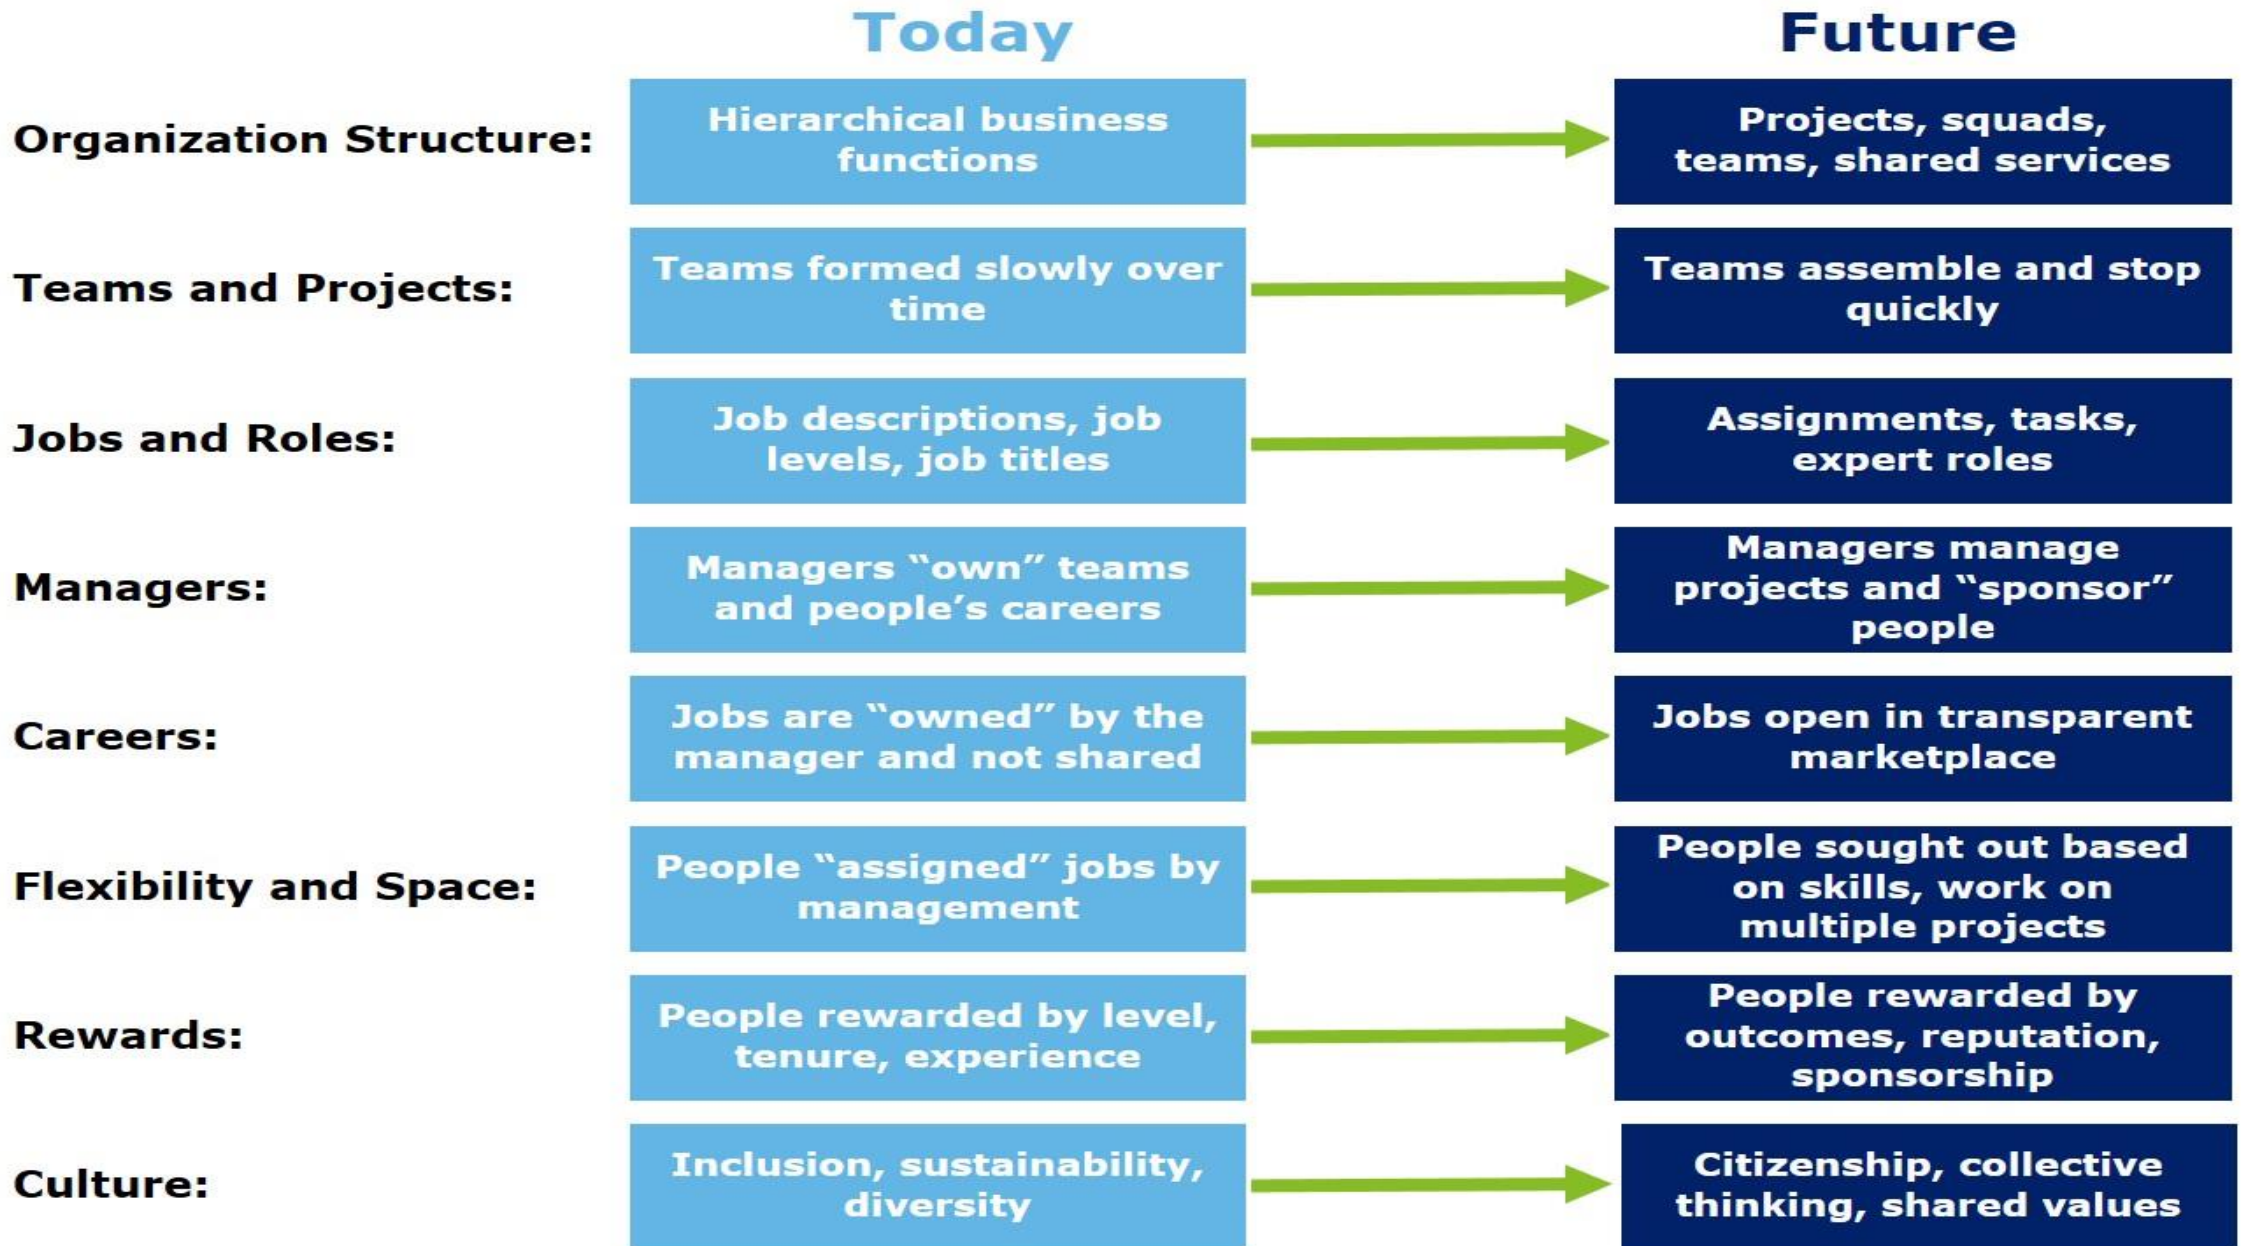 Today
Future
Organization Structure:
Hierarchical business
functions
Projects, squads,
teams, shared services
Teams and Projects:
Teams formed slowly over
time
Teams assemble and stop
quickly
Jobs and Roles:
Job descriptions, job
levels, job titles
Assignments, tasks,
expert roles
Managers:
Managers “own” teams
and people’s careers
Managers manage
projects and “sponsor”
people
Careers:
Jobs are “owned” by the
manager and not shared
Jobs open in transparent
marketplace
Flexibility and Space:
People “assigned” jobs by
management
People sought out based
on skills, work on
multiple projects
Rewards:
People rewarded by level,
tenure, experience
People rewarded by
outcomes, reputation,
sponsorship
Culture:
Inclusion, sustainability,
diversity
Citizenship, collective
thinking, shared values